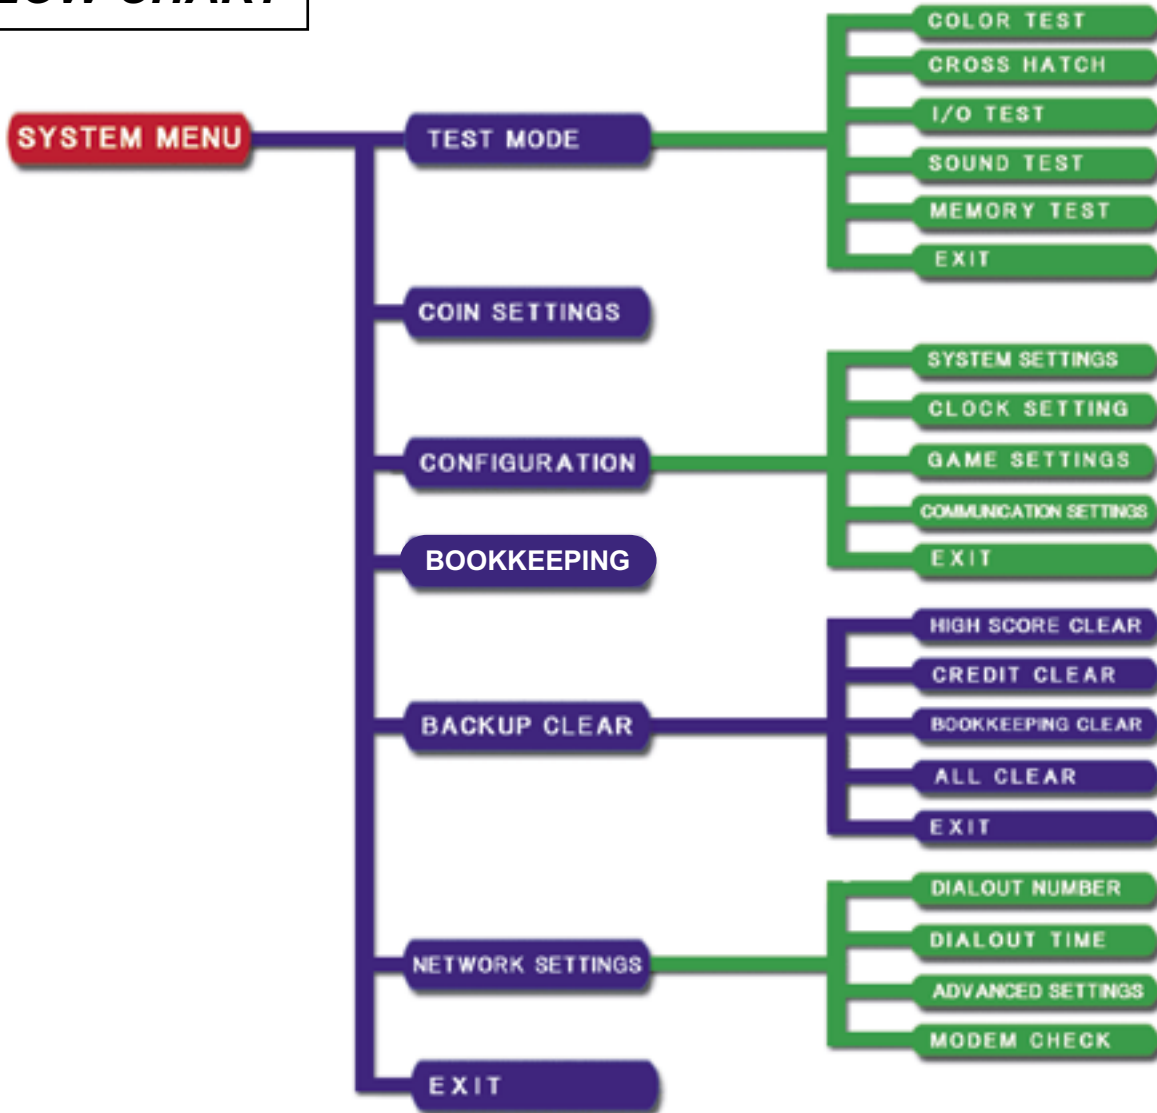 CHART
SYSTEM MENU
TEST MODE
COLOR TEST
CROSS HATCH
I/O TEST
SOUND TEST
MEMORY TEST
EXIT
COIN SETTINGS
CONFIGURATION
SYSTEM SETTINGS
CLOCK SETTING
GAME SETTINGS
COMMUNICATION SETTINGS
EXIT
BOOKKEEPING
BACKUP CLEAR
HIGH SCORE CLEAR
CREDIT CLEAR
BOOKKEEPING CLEAR
ALL CLEAR
EXIT
NETWORK SETTINGS
DIALOUT NUMBER
DIALOUT TIME
ADVANCED SETTINGS
MODEM CHECK
EXIT